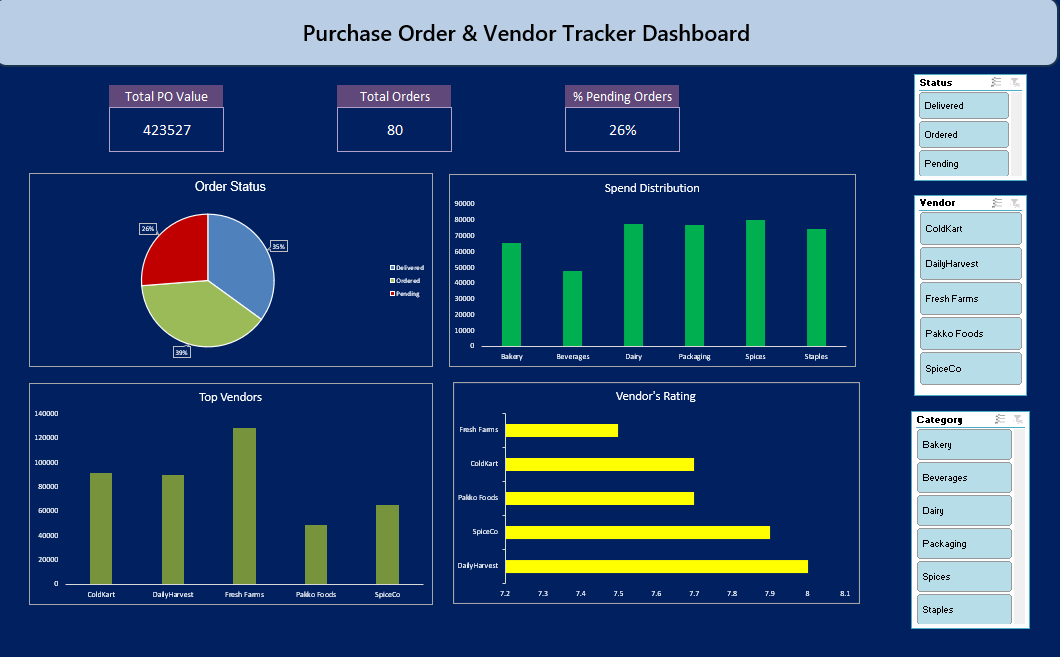 Purchase Order & Vendor Tracker Dashboard
Total PO Value
423527
Total Orders
80
% Pending Orders
26%
Order Status
26%
35%
39%
Delivered
Ordered
Pending
Spend Distribution
90000
80000
70000
60000
50000
40000
30000
20000
10000
0
Bakery Beverages Dairy Packaging Spices Staples
Top Vendors
140000
120000
100000
80000
60000
40000
20000
0
ColdKart DailyHarvest Fresh Farms Pakko Foods SpiceCo
Vendor's Rating
Fresh Farms
ColdKart
Pakko Foods
SpiceCo
DailyHarvest
7.2 7.3 7.4 7.5 7.6 7.7 7.8 7.9 8 8.1
Status
Delivered
Ordered
Pending
Vendor
ColdKart
DailyHarvest
Fresh Farms
Pakko Foods
SpiceCo
Category
Bakery
Beverages
Dairy
Packaging
Spices
Staples